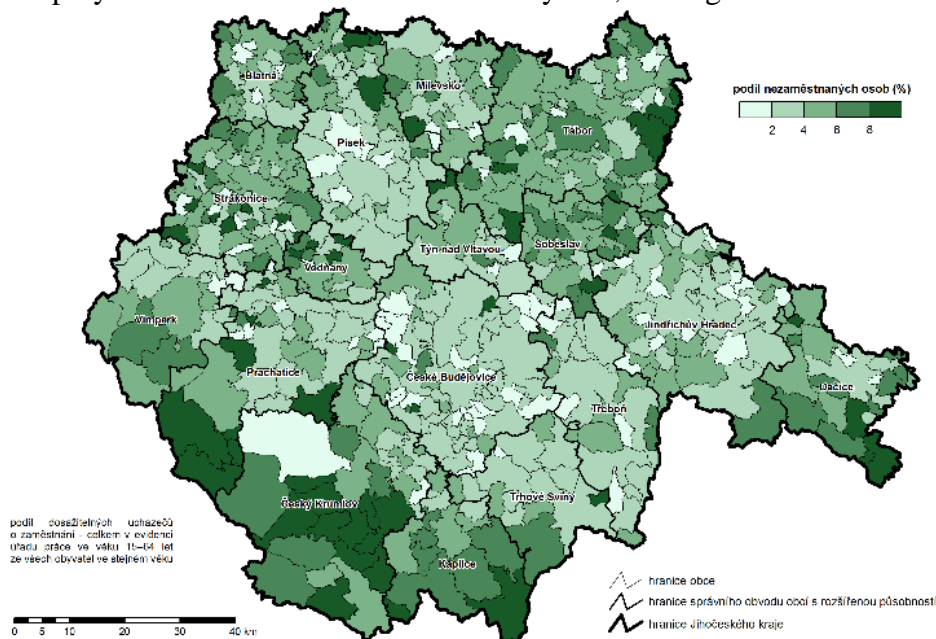 Blatná
Milevsko
Tábor
Písek
Strakonice
Týn nad Vltavou
Soběslav
Vodňany
Vimperk
Jindřichův Hradec
Prachatice
České Budějovice
Dačice
Třeboň
Český Krumlov
Trhové Sviny
Kaplice
podíl nezaměstnaných osob (%)
2 4 6 8
podíl dosažitelných uchazečů
o zaměstnání - celkem v evidenci
úřadu práce ve věku 15–64 let
ze všech obyvatel ve stejném věku
0 5 10 20 30 40 km
hranice obce
hranice správního obvodu obcí s rozšířenou působností
hranice Jihočeského kraje